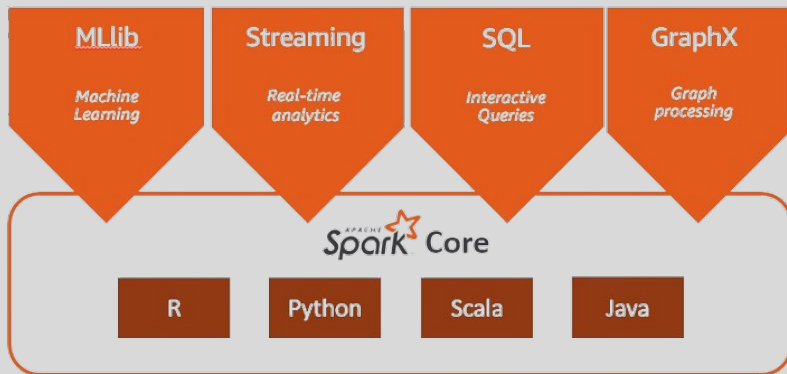 MLlib
Machine
Learning
Streaming
Real-time
analytics
SQL
Interactive
Queries
GraphX
Graph
processing
APACHE
Spark Core
R
Python
Scala
Java